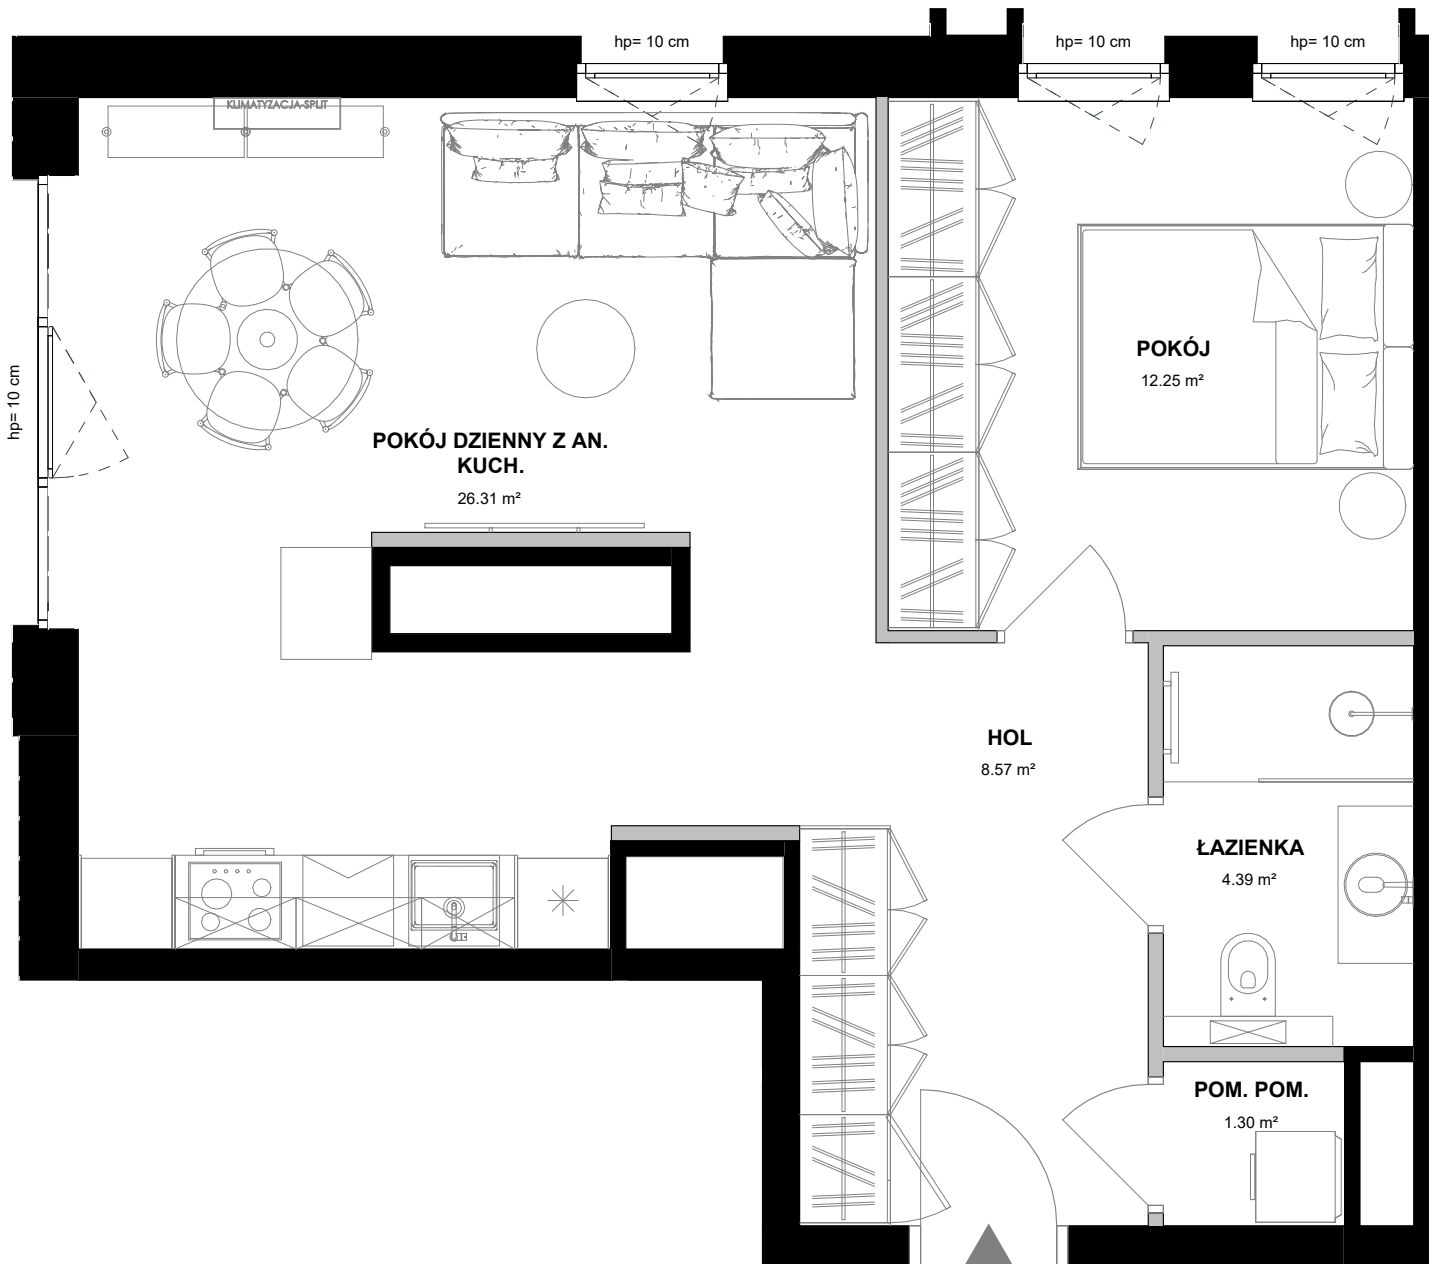 hp= 10 cm
hp= 10 cm
hp= 10 cm
KLIMATYZACJA-SPLIT
POKÓJ
12.25 m²
hp= 10 cm
POKÓJ DZIENNY Z AN.
KUCH.
26.31 m²
HOL
8.57 m²
ŁAZIENKA
4.39 m²
POM. POM.
1.30 m²